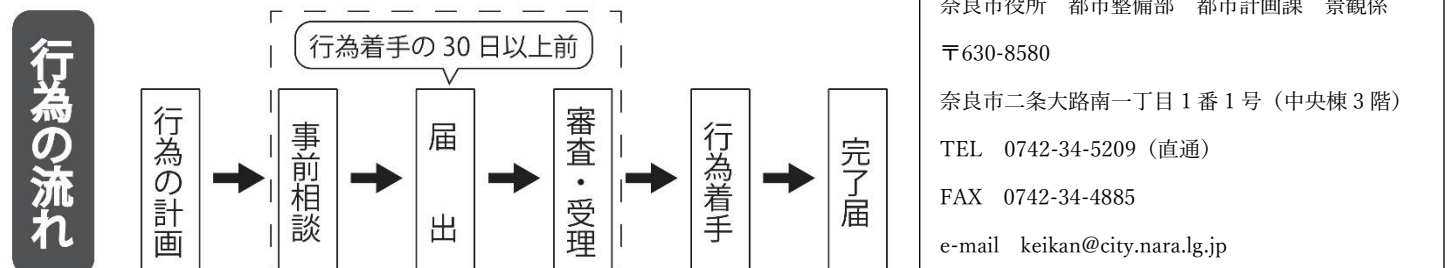 行為の流れ
行為着手の30日以上前
行為の計画
事前相談
届出
審査・受理
行為着手
完了届
奈良市役所　都市整備部　都市計画課　景観係
〒630-8580
奈良市二条大路南一丁目1番1号（中央棟3階）
TEL　0742-34-5209（直通）
FAX　0742-34-4885
e-mail　keikan@city.nara.lg.jp